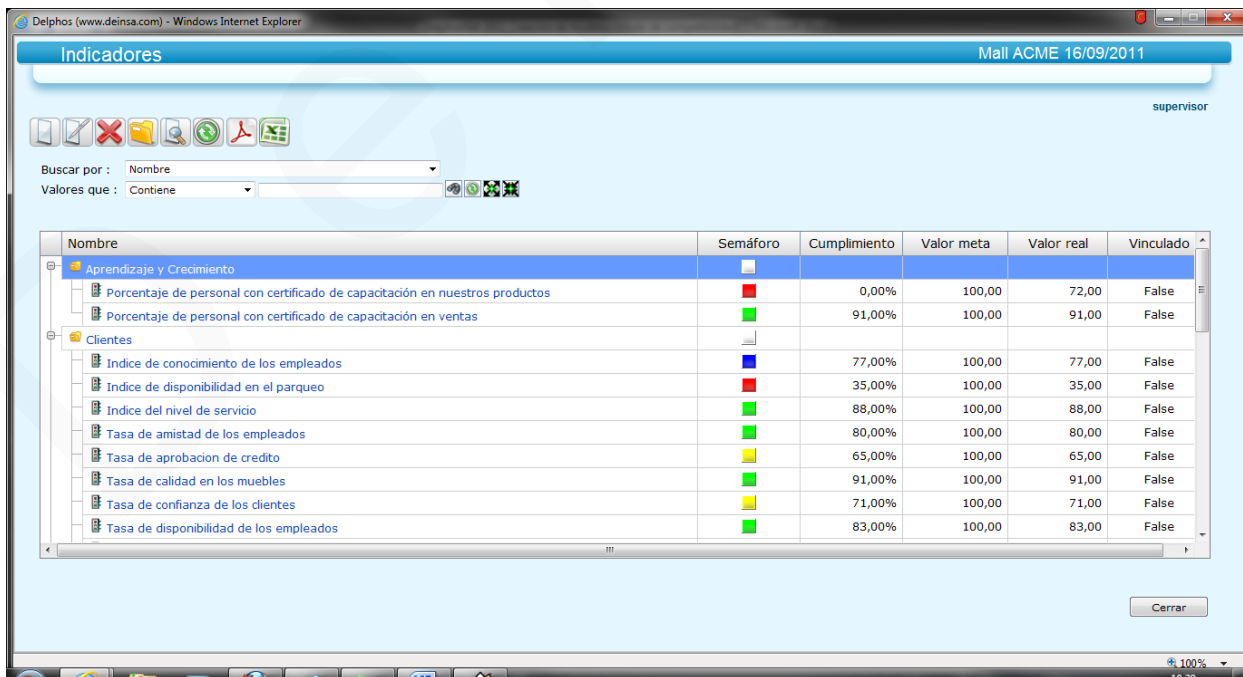 Delphos (www.deinsa.com) - Windows Internet Explorer
Indicadores Mall ACME 16/09/2011
supervisor
Buscar por : Nombre
Valores que : Contiene
Nombre Semáforo Cumplimiento Valor meta Valor real Vinculado
Aprendizaje y Crecimiento
Porcentaje de personal con certificado de capacitación en nuestros productos 0,00% 100,00 72,00 False
Porcentaje de personal con certificado de capacitación en ventas 91,00% 100,00 91,00 False
Clientes
Indice de conocimiento de los empleados 77,00% 100,00 77,00 False
Indice de disponibilidad en el parqueo 35,00% 100,00 35,00 False
Indice del nivel de servicio 88,00% 100,00 88,00 False
Tasa de amistad de los empleados 80,00% 100,00 80,00 False
Tasa de aprobacion de credito 65,00% 100,00 65,00 False
Tasa de calidad en los muebles 91,00% 100,00 91,00 False
Tasa de confianza de los clientes 71,00% 100,00 71,00 False
Tasa de disponibilidad de los empleados 83,00% 100,00 83,00 False
Cerrar
100%